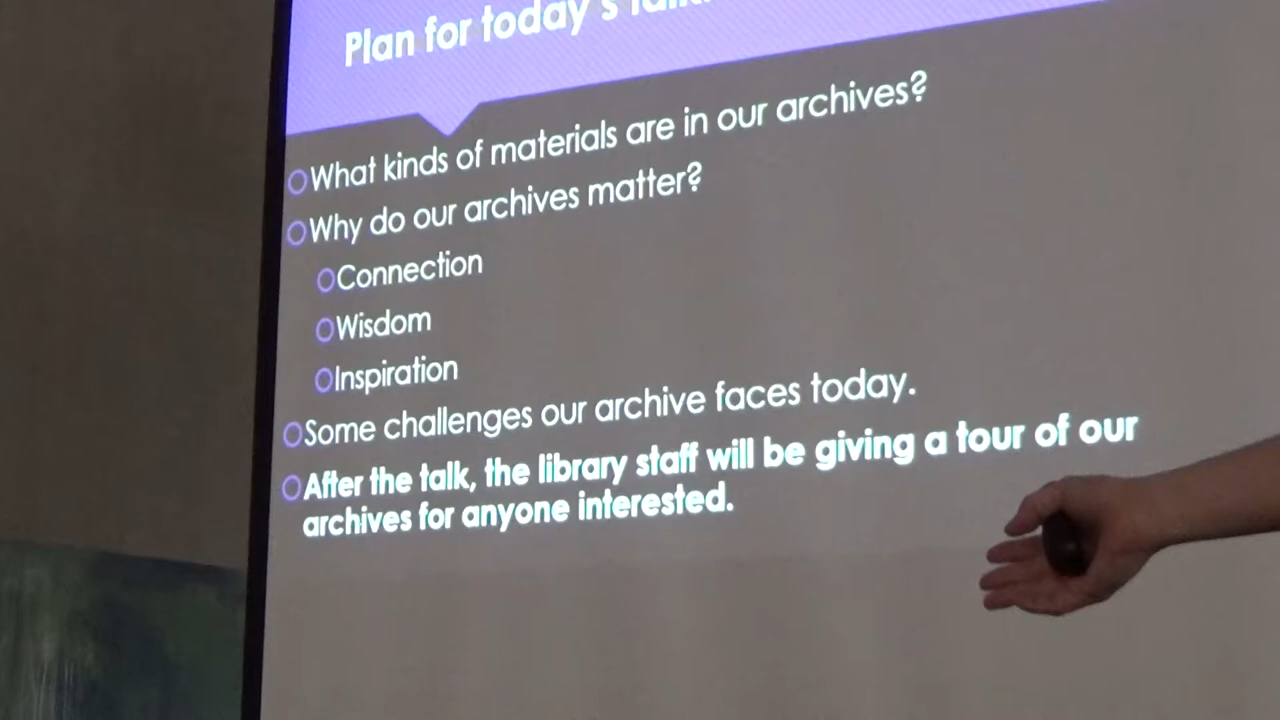 Plan for today's talk.
What kinds of materials are in our archives?
Why do our archives matter?
Connection
Wisdom
Inspiration
Some challenges our archive faces today.
After the talk, the library staff will be giving a tour of our
archives for anyone interested.